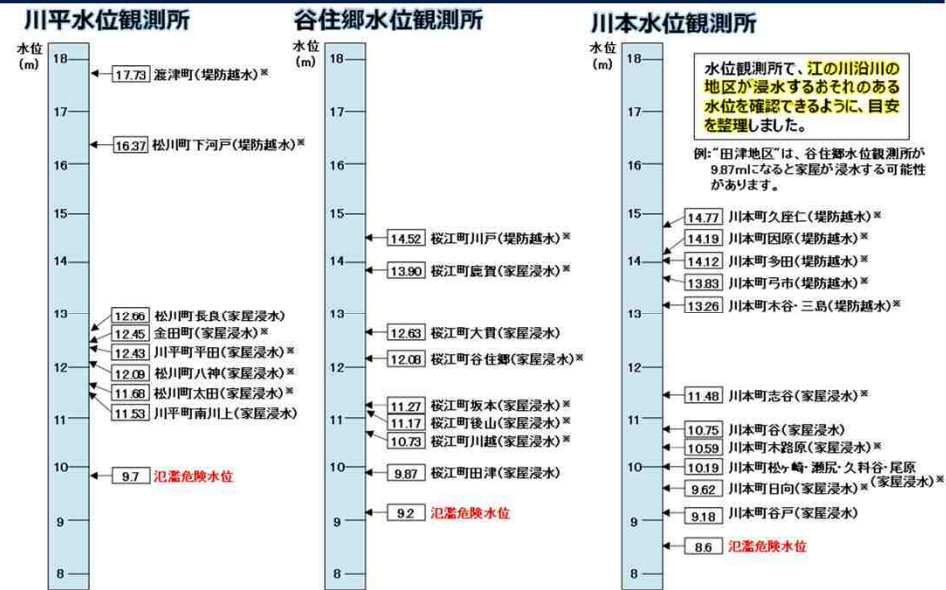 川平水位観測所
水位
(m)
18
17
16
15
14
13
12
11
10
9
8
17.73 渡津町(堤防越水)※
16.37 松川町下河戸(堤防越水)※
12.66 松川町長良(家屋浸水)
12.45 金田町(家屋浸水)※
12.43 川平町平田(家屋浸水)※
12.09 松川町八神(家屋浸水)※
11.68 松川町太田(家屋浸水)※
11.53 川平町南川上(家屋浸水)
9.7 氾濫危険水位
谷住郷水位観測所
水位
(m)
18
17
16
15
14
13
12
11
10
9
8
14.52 桜江町川戸(堤防越水)※
13.90 桜江町鹿賀(家屋浸水)※
12.63 桜江町大貫(家屋浸水)
12.08 桜江町谷住郷(家屋浸水)※
11.27 桜江町坂本(家屋浸水)※
11.17 桜江町後山(家屋浸水)※
10.73 桜江町川越(家屋浸水)※
9.87 桜江町田津(家屋浸水)
9.2 氾濫危険水位
川本水位観測所
水位
(m)
18
17
16
15
14
13
12
11
10
9
8
水位観測所で、江の川沿川の
地区が浸水するおそれのある
水位を確認できるように、目安
を整理しました。
例:"田津地区"は、谷住郷水位観測所が
9.87mになると家屋が浸水する可能性
があります。
14.77 川本町久座仁(堤防越水)※
14.19 川本町因原(堤防越水)※
14.12 川本町多田(堤防越水)※
13.83 川本町弓市(堤防越水)※
13.26 川本町木谷・三島(堤防越水)※
11.48 川本町志谷(家屋浸水)※
10.75 川本町谷(家屋浸水)
10.59 川本町木路原(家屋浸水)※
10.19 川本町松ヶ崎・瀬尻・久料谷・尾原
(家屋浸水)※
9.62 川本町日向(家屋浸水)※
9.18 川本町谷戸(家屋浸水)
8.6 氾濫危険水位